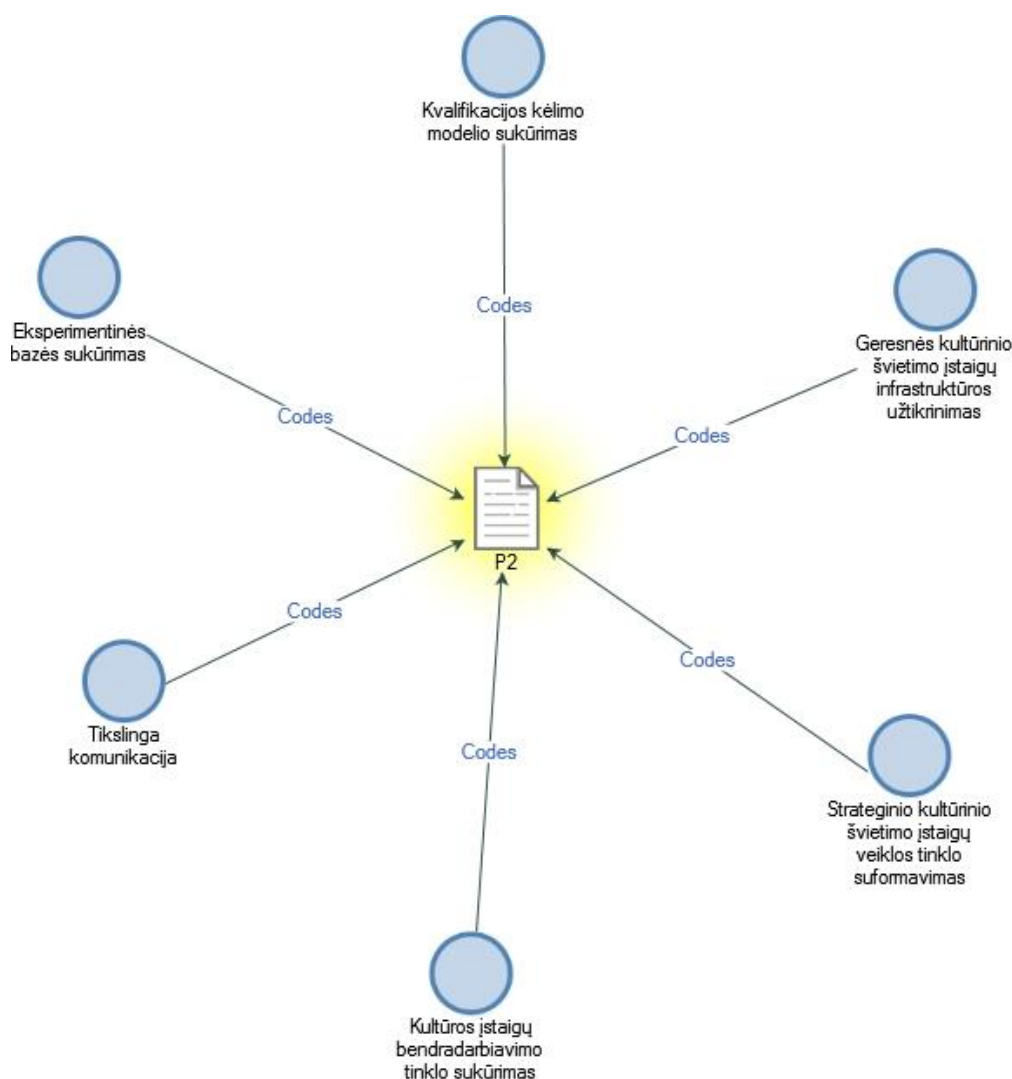 Kvalifikacijos kėlimo
modelio sukūrimas
Eksperimentinės
bazės sukūrimas
Geresnės kultūrinio
švietimo įstaigų
infrastruktūros
užtikrinimas
Codes
Codes
Codes
P2
Codes
Codes
Codes
Tikslinga
komunikacija
Strateginio kultūrinio
švietimo įstaigų
veiklos tinklo
suformavimas
Kultūros įstaigų
bendradarbiavimo
tinklo sukūrimas